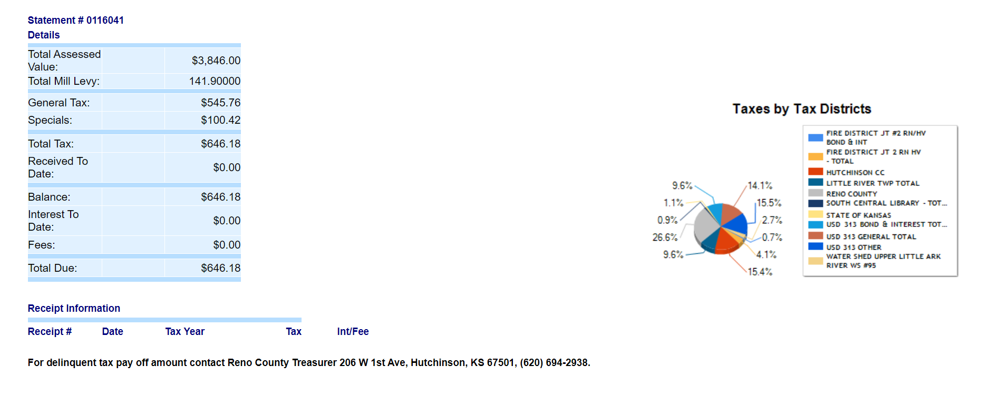 Statement # 0116041
Details
Total Assessed
Value:
$3,846.00
Total Mill Levy:
141.90000
General Tax:
$545.76
Specials:
$100.42
Total Tax:
$646.18
Received To
Date:
$0.00
Balance:
$646.18
Interest To
Date:
$0.00
Fees:
$0.00
Total Due:
$646.18
Taxes by Tax Districts
9.6%
14.1%
1.1%
15.5%
0.9%
2.7%
26.6%
0.7%
9.6%
4.1%
15.4%
FIRE DISTRICT JT #2 RN/HV
BOND & INT
FIRE DISTRICT JT 2 RN HV
- TOTAL
HUTCHINSON CC
LITTLE RIVER TWP TOTAL
RENO COUNTY
SOUTH CENTRAL LIBRARY - TOT...
STATE OF KANSAS
USD 313 BOND & INTEREST TOT...
USD 313 GENERAL TOTAL
USD 313 OTHER
WATER SHED UPPER LITTLE ARK
RIVER WS #95
Receipt Information
Receipt # Date Tax Year Tax Int/Fee
For delinquent tax pay off amount contact Reno County Treasurer 206 W 1st Ave, Hutchinson, KS 67501, (620) 694-2938.